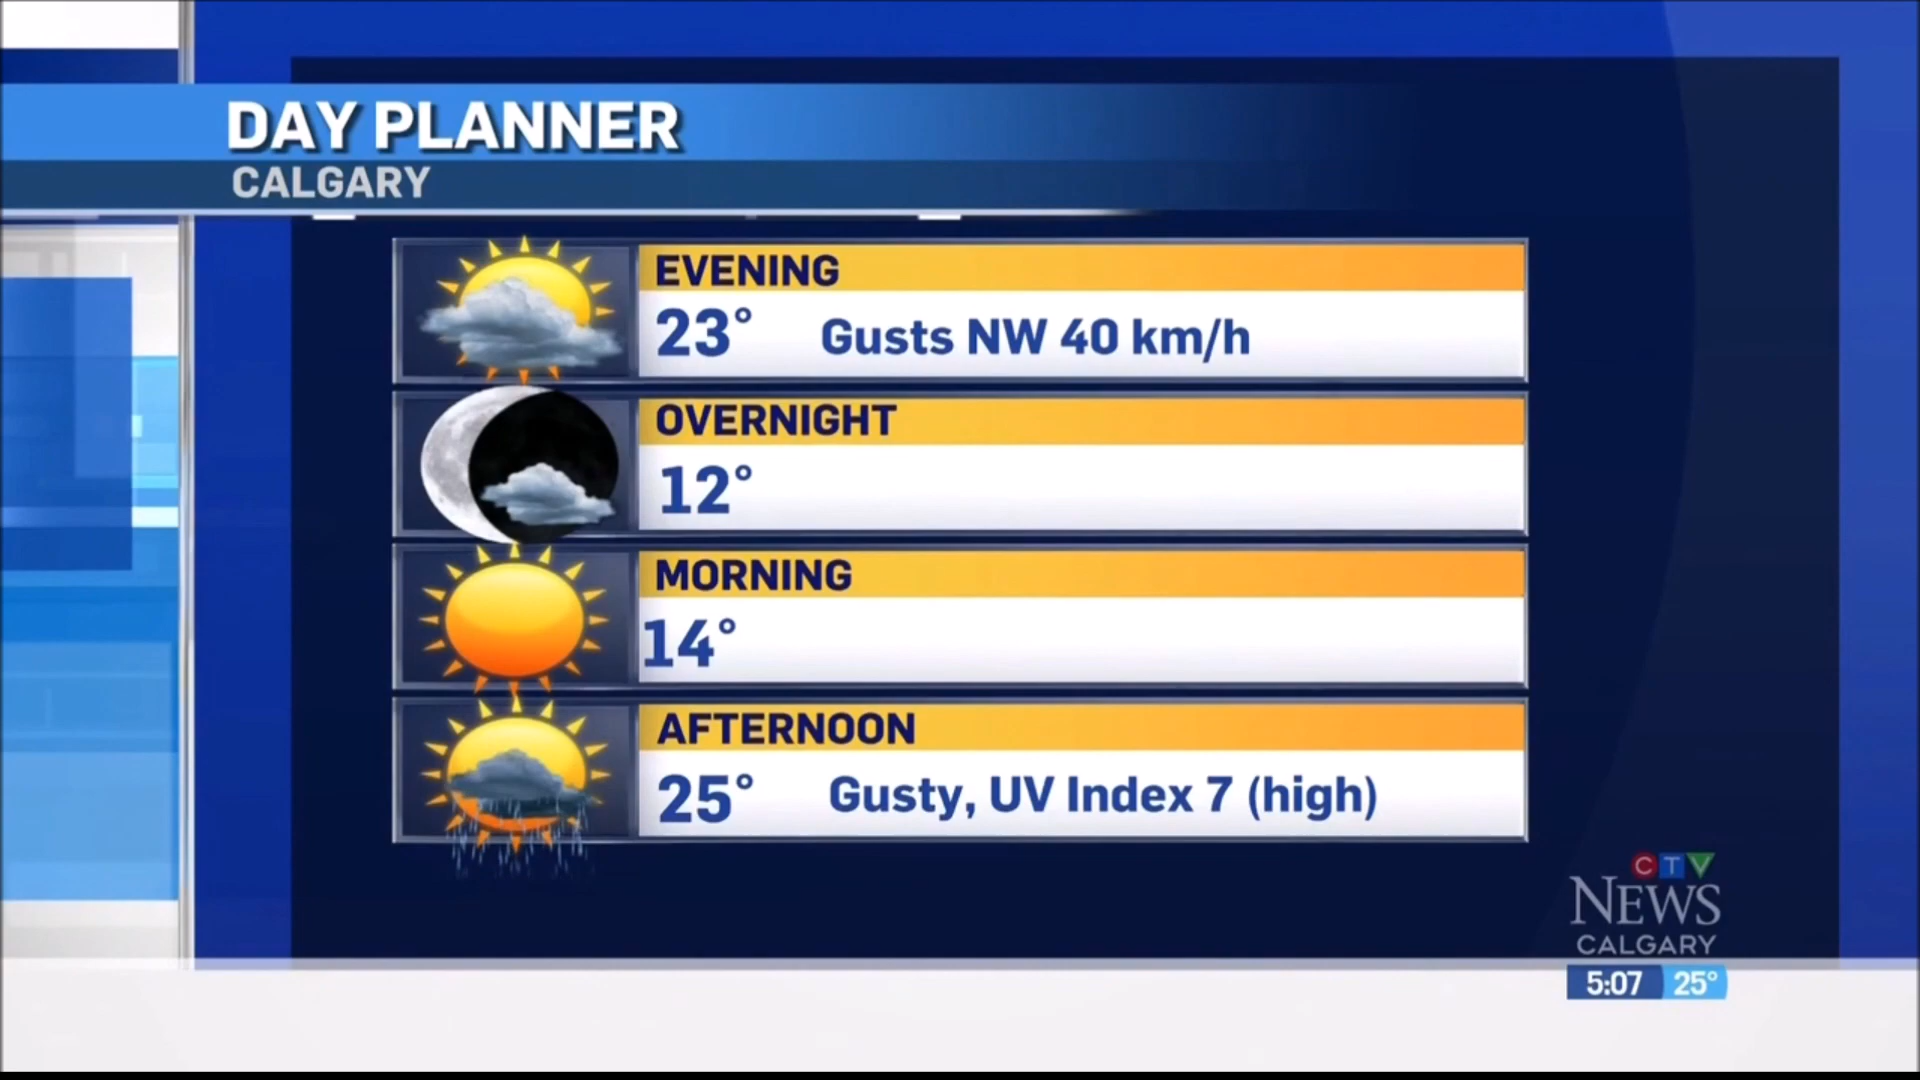 DAY PLANNER
CALGARY
EVENING
23° Gusts NW 40 km/h
OVERNIGHT
12°
MORNING
14°
AFTERNOON
25° Gusty, UV Index 7 (high)
CTV
NEWS
CALGARY
5:07 25°